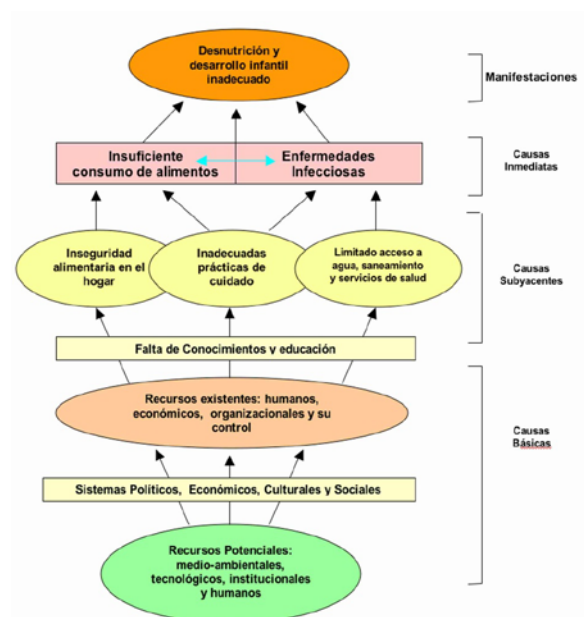 Desnutrición y
desarrollo infantil
inadecuado
Manifestaciones
Insuficiente
consumo de alimentos
Enfermedades
Infecciosas
Causas
Inmediatas
Inseguridad
alimentaria en el
hogar
Inadecuadas
prácticas de
cuidado
Limitado acceso a
agua, saneamiento
y servicios de salud
Causas
Subyacentes
Falta de Conocimientos y educación
Recursos existentes: humanos,
económicos, organizacionales y su
control
Causas
Básicas
Sistemas Políticos, Económicos, Culturales y Sociales
Recursos Potenciales:
medio-ambientales,
tecnológicos, institucionales
y humanos